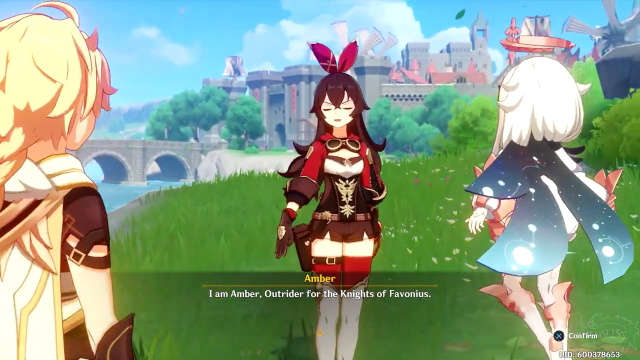 Amber
I am Amber, Outrider for the Knights of Favonius.
Confirm
UID: 600378653